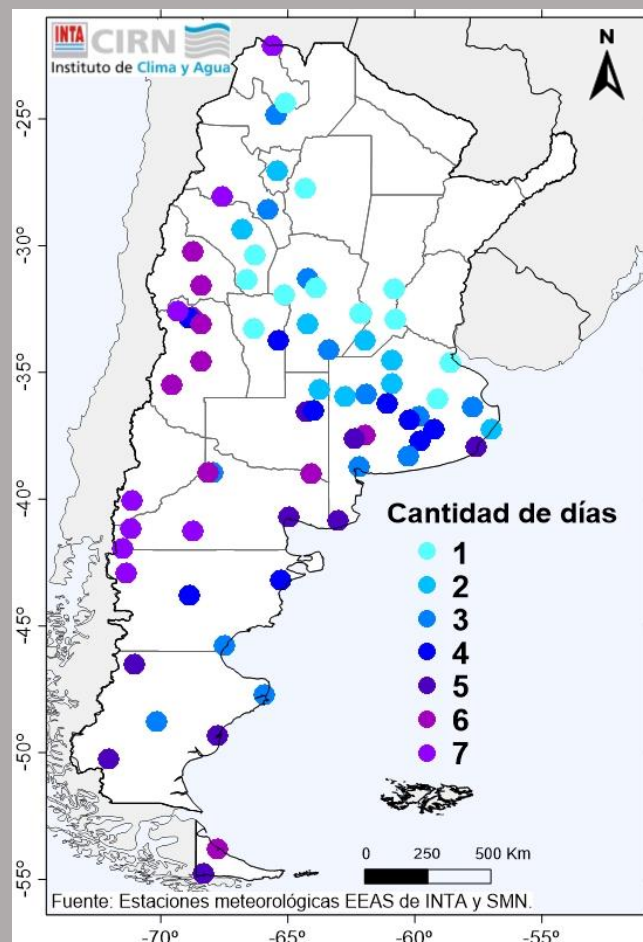 INTA CIRN
Instituto de Clima y Agua
N
-25°
-30°
-35°
-40°
-45°
-50°
-55°
Cantidad de días
1
2
3
4
5
6
7
0 250 500 Km
Fuente: Estaciones meteorológicas EEAS de INTA y SMN.
-70° -65° -60° -55°